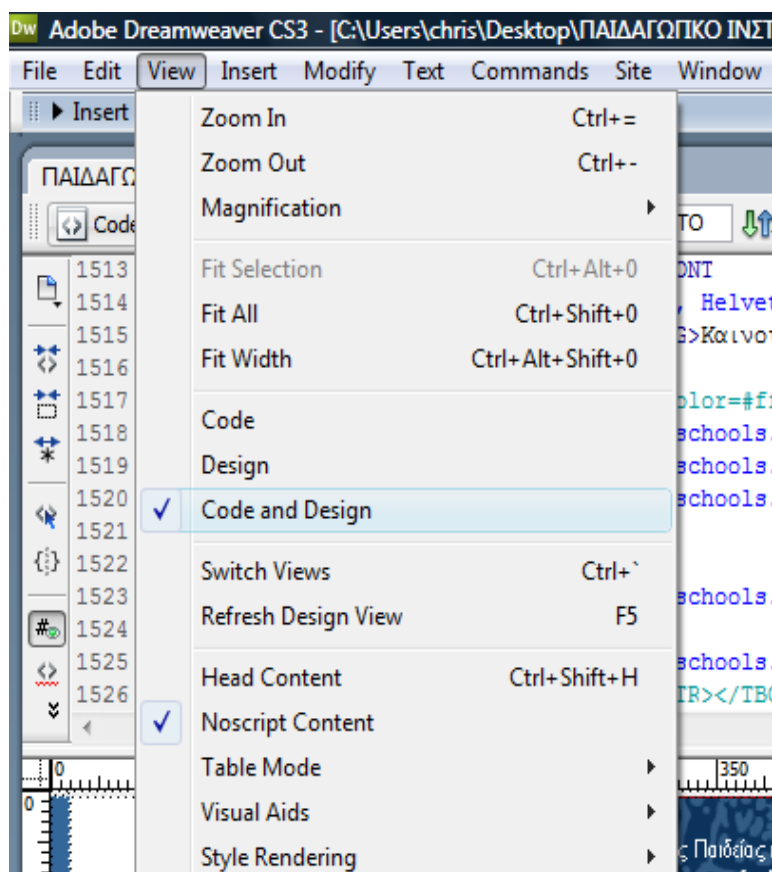 Dw Adobe Dreamweaver CS3 - [C:\Users\chris\Desktop\ΠΑΙΔΑΓΩΓΙΚΟ ΙΝΣΤ
File Edit View Insert Modify Text Commands Site Window
Insert
Zoom In Ctrl+=
Zoom Out Ctrl+-
ΠΑΙΔΑΓΩ
Magnification
Code
ΤΟ
1513 Fit Selection Ctrl+Alt+0 ONT
1514 Fit All Ctrl+Shift+0 , Helvet
1515 G>Καινοτ
1516 Fit Width Ctrl+Alt+Shift+0
1517 olor=#f
1518 Code schools.
1519 Design schools.
1520 Code and Design schools.
1521
1522 Switch Views Ctrl+`
1523 schools.
1524 Refresh Design View F5
1525 schools.
1526 Head Content Ctrl+Shift+H TR></TBO
Noscript Content
0 Table Mode 350
0 Visual Aids
Style Rendering ς Παιδείας